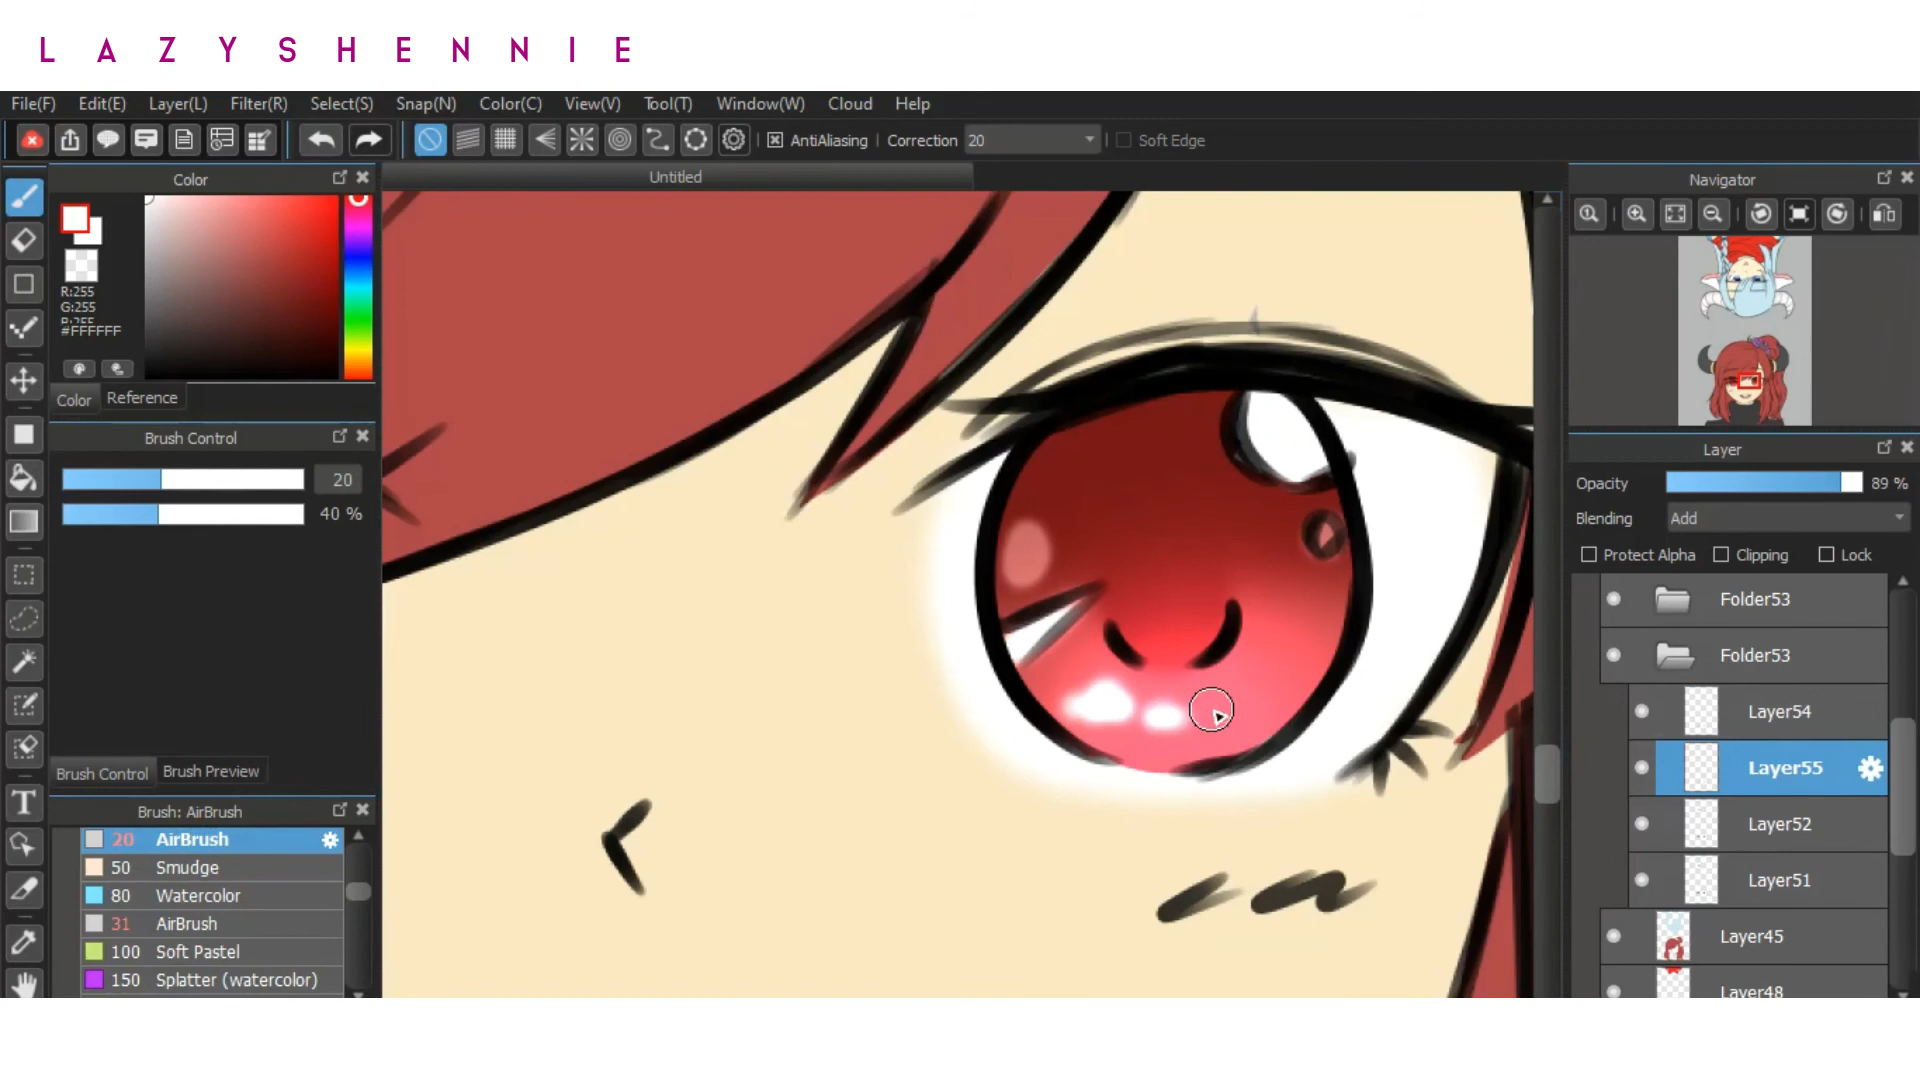 LAZYSHENNIE
File(F) Edit(E) Layer(L) Filter(R) Select(S) Snap(N) Color(C) View(V) Tool(T) Window(W) Cloud Help
AntiAliasing Correction 20 Soft Edge
Color
Untitled
Navigator
R:255
G:255
B:255
#FFFFFF
Color Reference
Brush Control
20
40 %
Brush Control Brush Preview
Brush: AirBrush
20 AirBrush
50 Smudge
80 Watercolor
31 AirBrush
100 Soft Pastel
150 Splatter (watercolor)
Layer
Opacity 89 %
Blending Add
Protect Alpha Clipping Lock
Folder53
Folder53
Layer54
Layer55
Layer52
Layer51
Layer45
Layer48